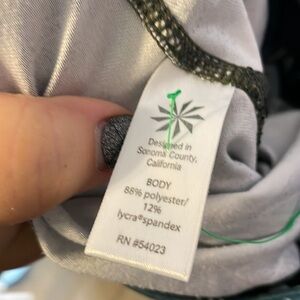 Designed in
Sonoma County,
California
BODY
88% polyester/
12%
lycra®spandex
RN #54023